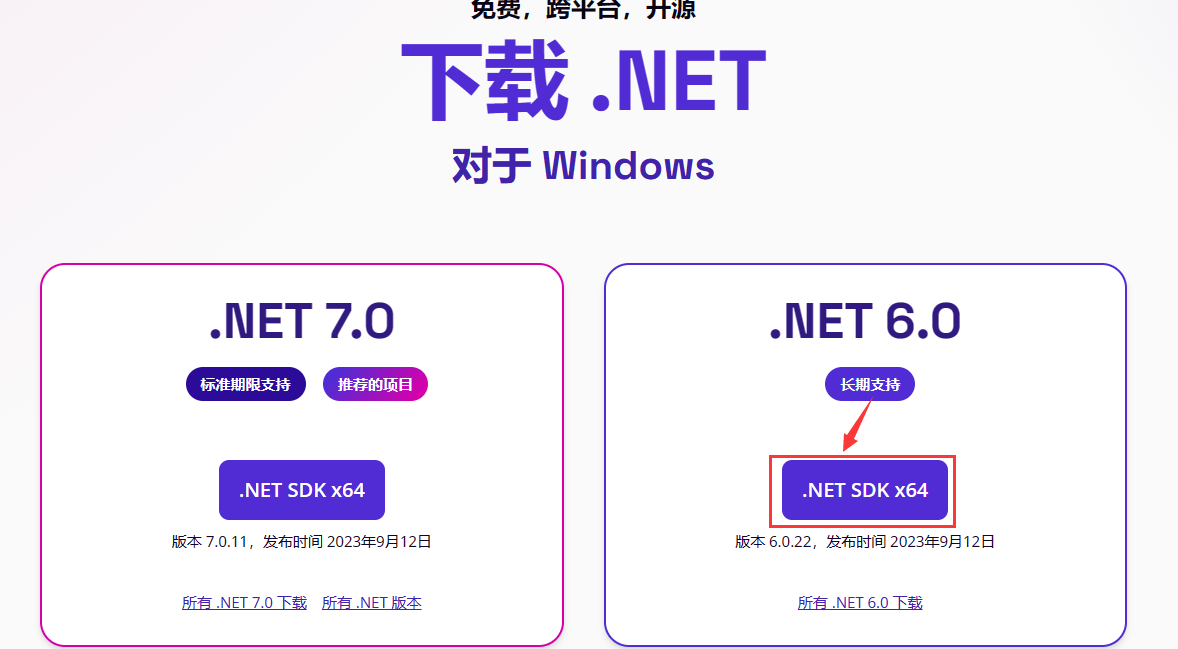 免费，跨平台，开源
下载 .NET
对于 Windows
.NET 7.0
标准期限支持 推荐的项目
.NET SDK x64
版本 7.0.11，发布时间 2023年9月12日
所有 .NET 7.0 下载 所有 .NET 版本
.NET 6.0
长期支持
.NET SDK x64
版本 6.0.22，发布时间 2023年9月12日
所有 .NET 6.0 下载